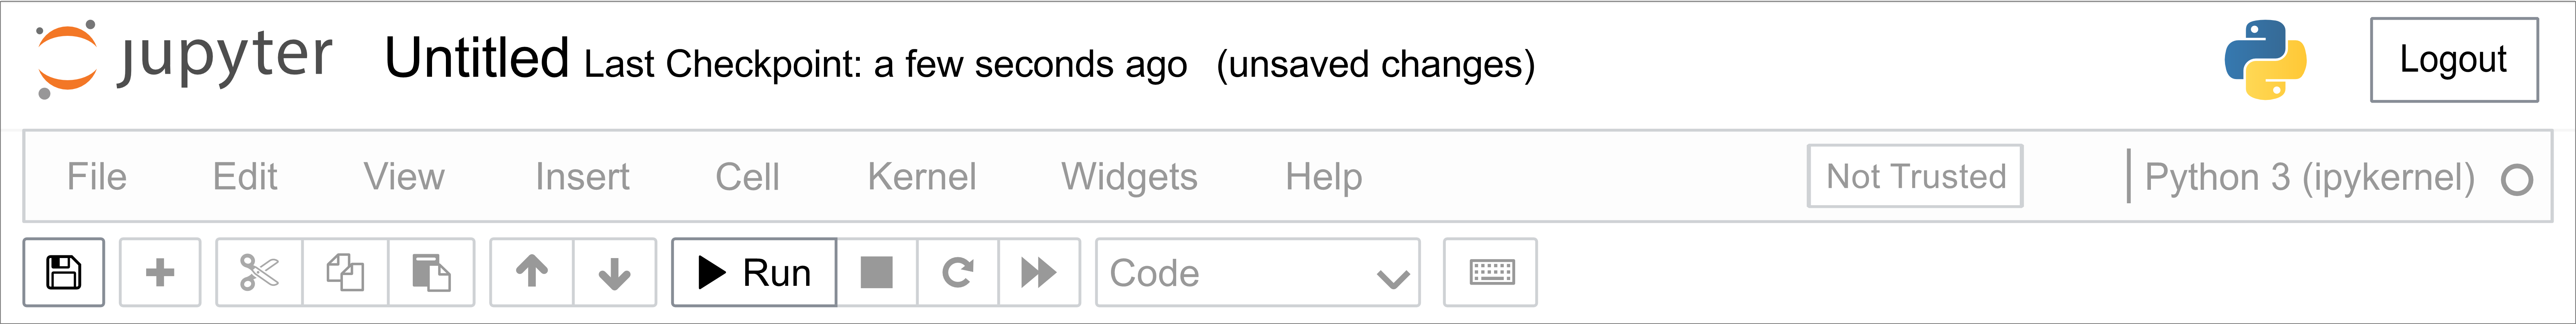 jupyter Untitled Last Checkpoint: a few seconds ago (unsaved changes) Logout
File Edit View Insert Cell Kernel Widgets Help Not Trusted Python 3 (ipykernel)
Run Code